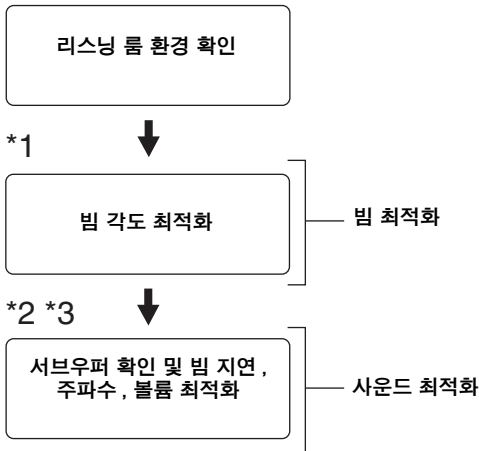 리스닝 룸 환경 확인
*1
빔 각도 최적화
빔 최적화
*2 *3
서브우퍼 확인 및 빔 지연 ,
주파수 , 볼륨 최적화
사운드 최적화